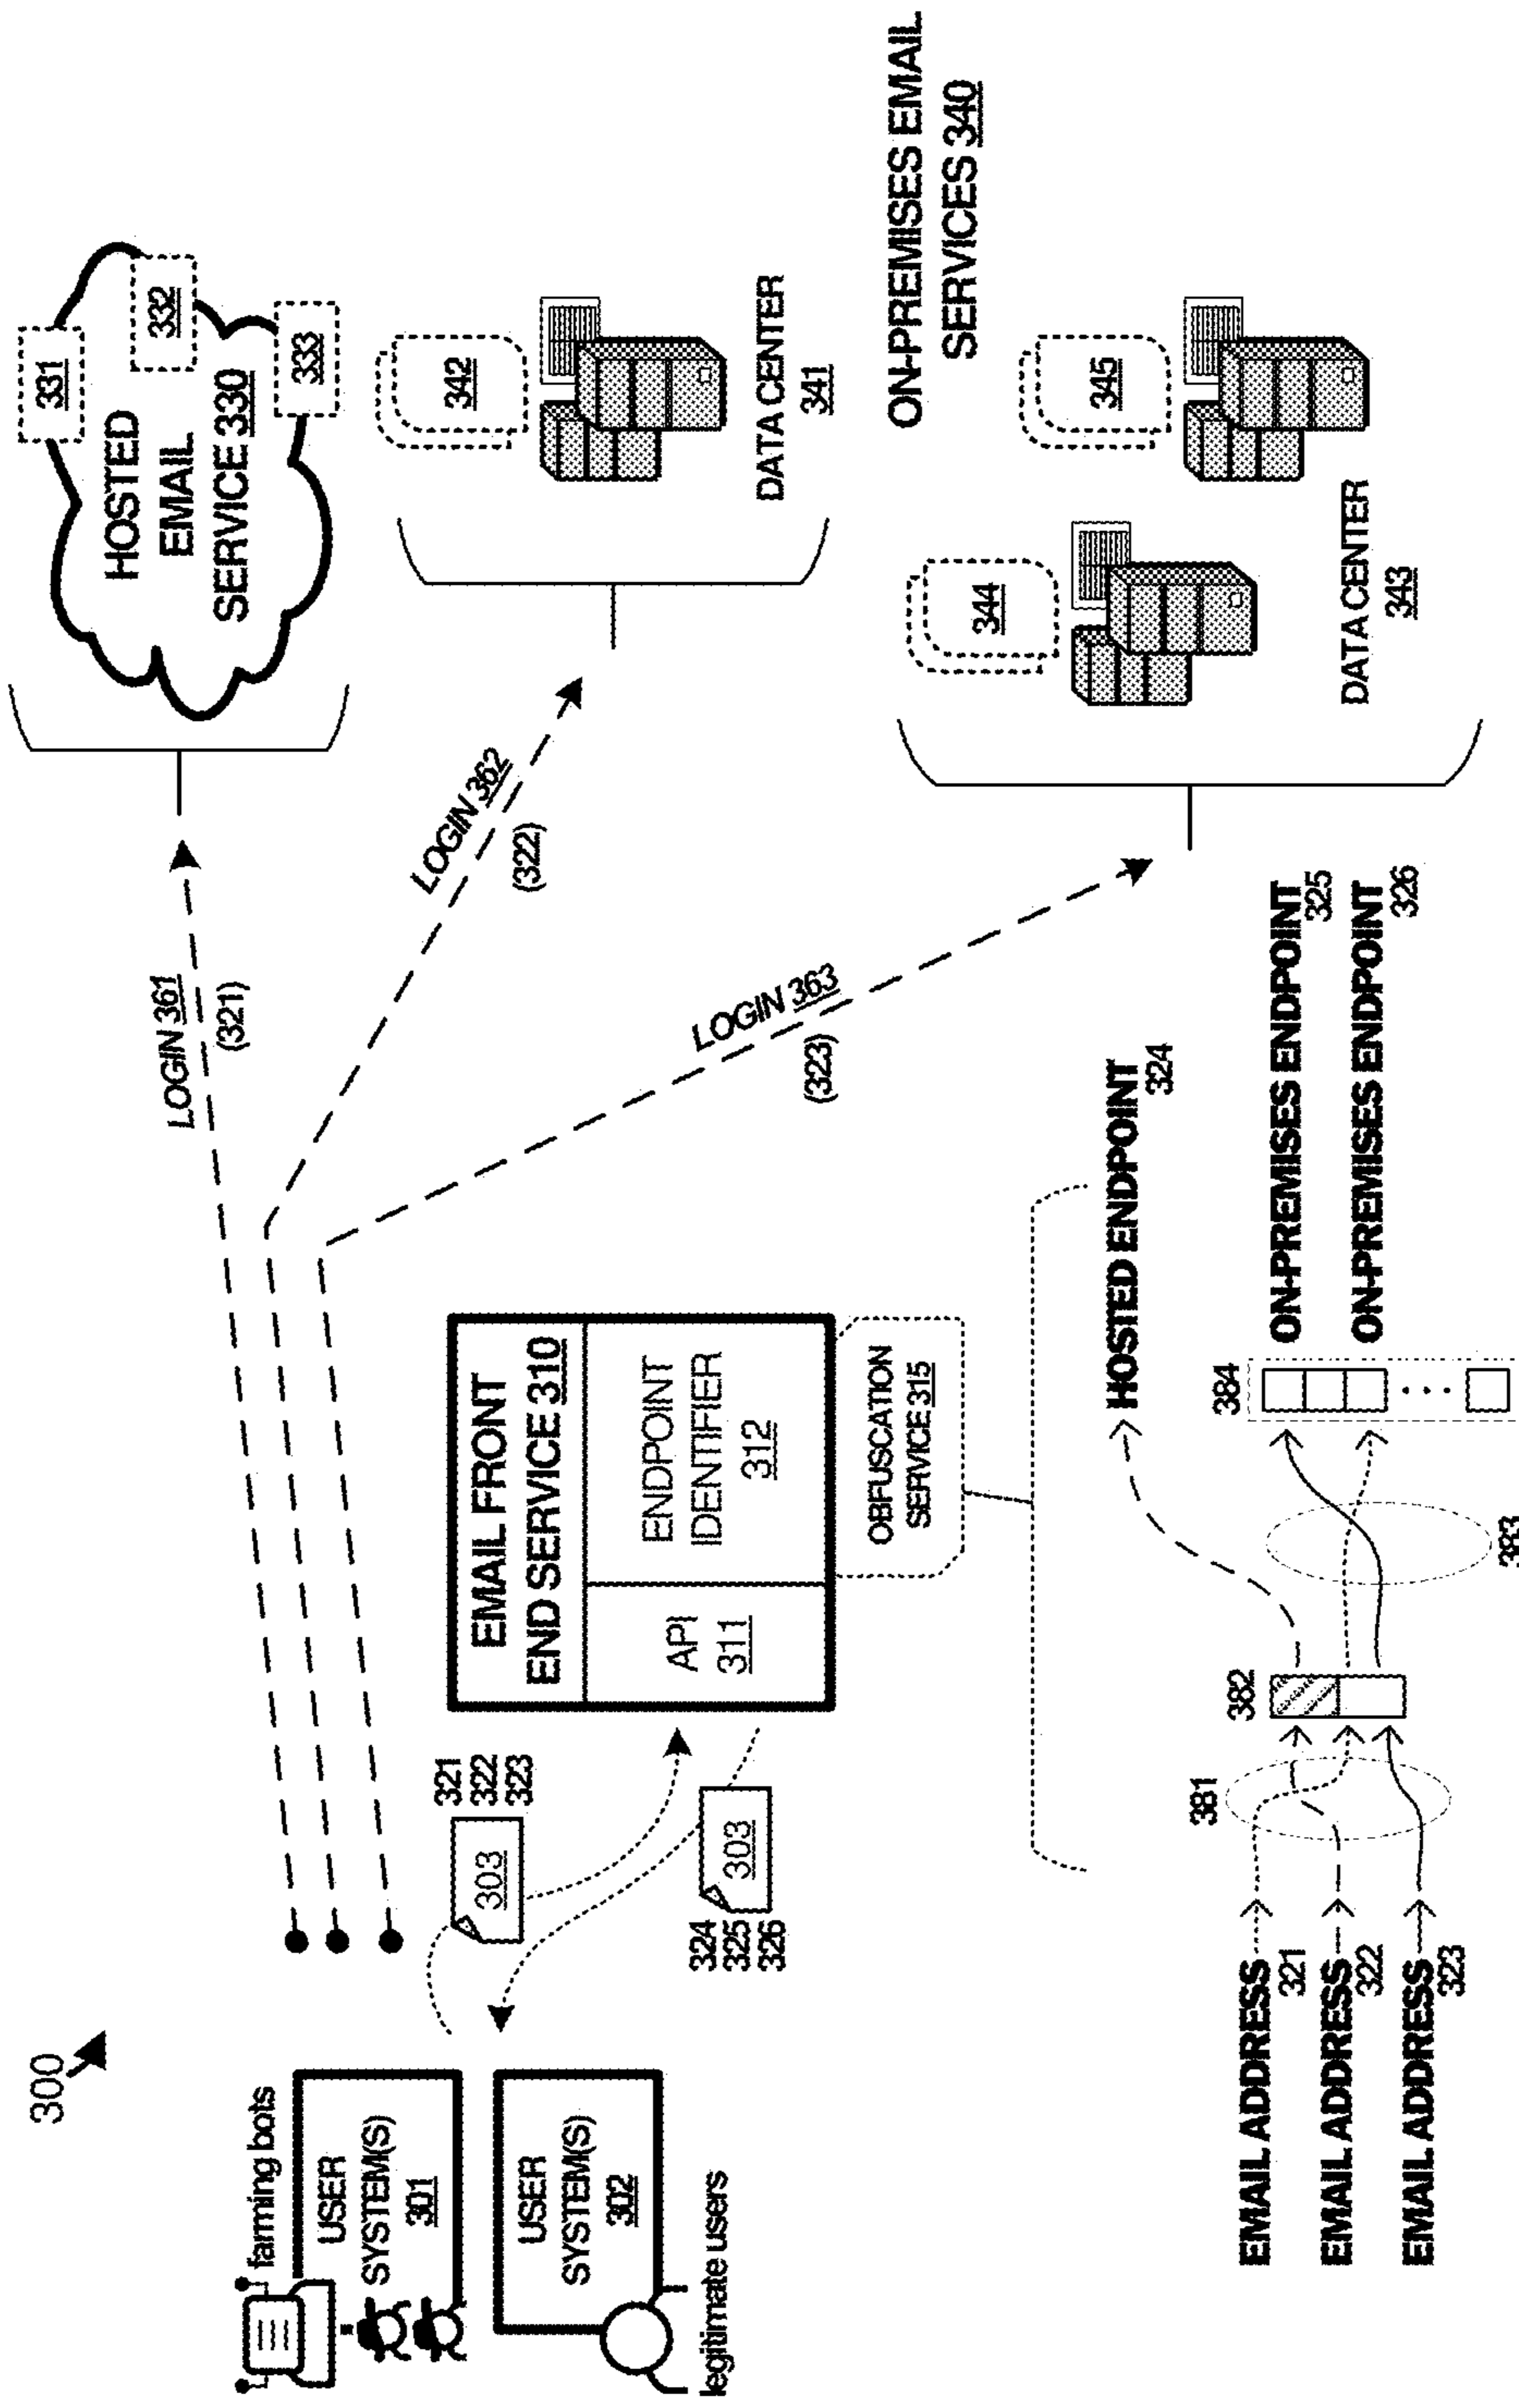 300
farming bots
USER
SYSTEM(S)
301
USER
SYSTEM(S)
302
legitimate users
321
322
323
303
303
324
325
326
EMAIL FRONT
END SERVICE 310
API
311
ENDPOINT
IDENTIFIER
312
OBFUSCATION
SERVICE 315
LOGIN 361
(321)
LOGIN 362
(322)
LOGIN 363
(323)
HOSTED
EMAIL
SERVICE 330
331
332
333
342
DATA CENTER
341
ON-PREMISES EMAIL
SERVICES 340
344
345
DATA CENTER
343
EMAIL ADDRESS
321
EMAIL ADDRESS
322
EMAIL ADDRESS
323
381
382
383
384
HOSTED ENDPOINT
324
ON-PREMISES ENDPOINT
325
ON-PREMISES ENDPOINT
326